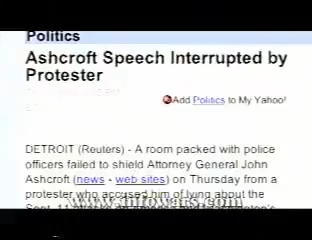 Politics
Ashcroft Speech Interrupted by
Protester
Add Politics to My Yahoo!
DETROIT (Reuters) - A room packed with police
officers failed to shield Attorney General John
Ashcroft (news - web sites) on Thursday from a
protester who accused him of lying about the
www.infowars.com
Sept. 11